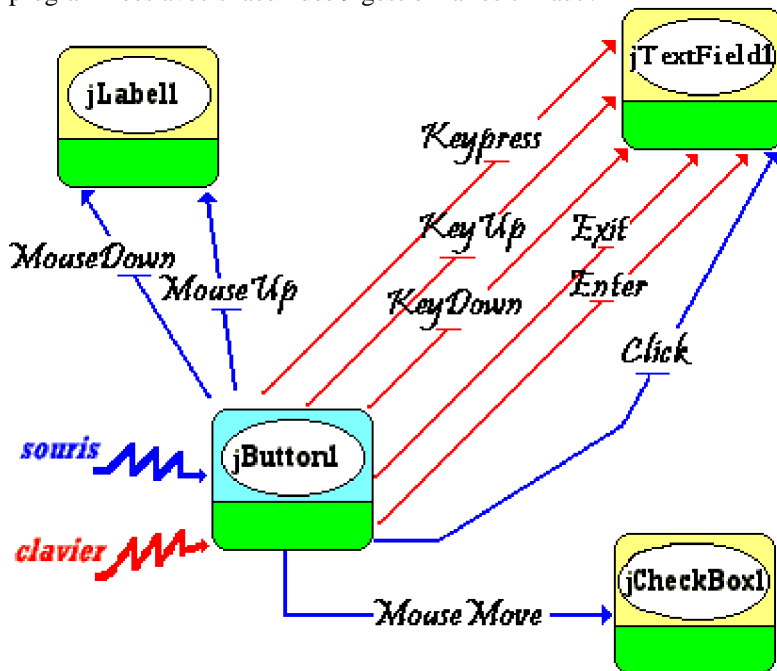 jTextField1
jLabel1
Keypress
KeyUp
Exit
MouseDown
MouseUp
KeyDown
Enter
Click
souris
jButton1
clavier
jCheckBox1
MouseMove